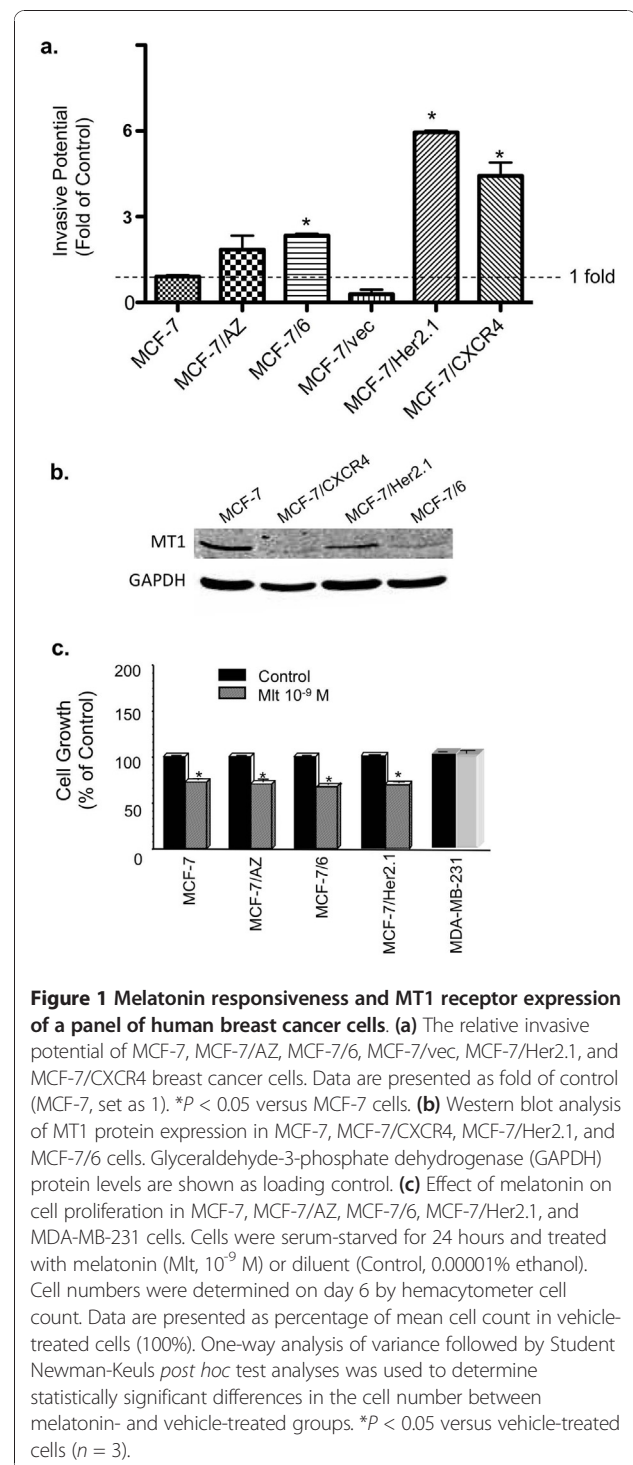 a.
Invasive Potential
(Fold of Control)
6
3
0
*
*
*
1 fold
MCF-7
MCF-7/AZ
MCF-7/6
MCF-7/vec
MCF-7/Her2.1
MCF-7/CXCR4
b.
MCF-7
MCF-7/CXCR4
MCF-7/Her2.1
MCF-7/6
MT1
GAPDH
c.
Cell Growth
(% of Control)
200
150
100
50
0
Control
Mlt 10⁻⁹ M
*
*
*
*
MCF-7
MCF-7/AZ
MCF-7/6
MCF-7/Her2.1
MDA-MB-231
Figure 1 Melatonin responsiveness and MT1 receptor expression
of a panel of human breast cancer cells. (a) The relative invasive
potential of MCF-7, MCF-7/AZ, MCF-7/6, MCF-7/vec, MCF-7/Her2.1, and
MCF-7/CXCR4 breast cancer cells. Data are presented as fold of control
(MCF-7, set as 1). *P < 0.05 versus MCF-7 cells. (b) Western blot analysis
of MT1 protein expression in MCF-7, MCF-7/CXCR4, MCF-7/Her2.1, and
MCF-7/6 cells. Glyceraldehyde-3-phosphate dehydrogenase (GAPDH)
protein levels are shown as loading control. (c) Effect of melatonin on
cell proliferation in MCF-7, MCF-7/AZ, MCF-7/6, MCF-7/Her2.1, and
MDA-MB-231 cells. Cells were serum-starved for 24 hours and treated
with melatonin (Mlt, 10⁻⁹ M) or diluent (Control, 0.00001% ethanol).
Cell numbers were determined on day 6 by hemacytometer cell
count. Data are presented as percentage of mean cell count in vehicle-
treated cells (100%). One-way analysis of variance followed by Student
Newman-Keuls post hoc test analyses was used to determine
statistically significant differences in the cell number between
melatonin- and vehicle-treated groups. *P < 0.05 versus vehicle-treated
cells (n = 3).